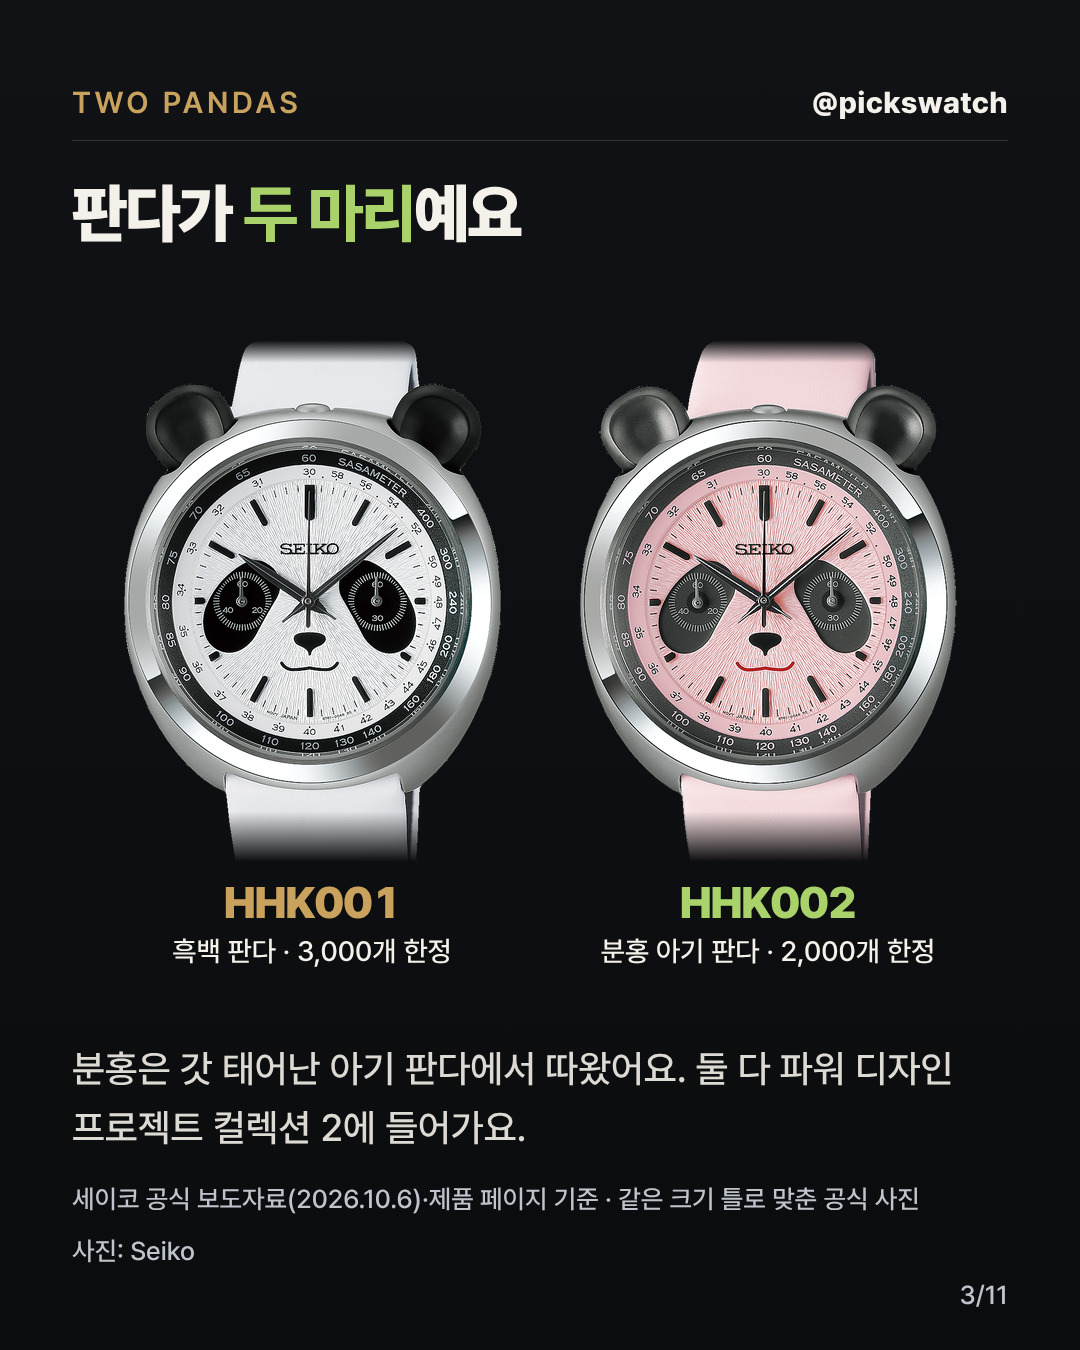 TWO PANDAS
@pickswatch
판다가 두 마리예요
SASAMETER
SEIKO
SASAMETER
SEIKO
HHK001
흑백 판다 · 3,000개 한정
HHK002
분홍 아기 판다 · 2,000개 한정
분홍은 갓 태어난 아기 판다에서 따왔어요. 둘 다 파워 디자인
프로젝트 컬렉션 2에 들어가요.
세이코 공식 보도자료(2026.10.6)·제품 페이지 기준 · 같은 크기 틀로 맞춘 공식 사진
사진: Seiko
3/11